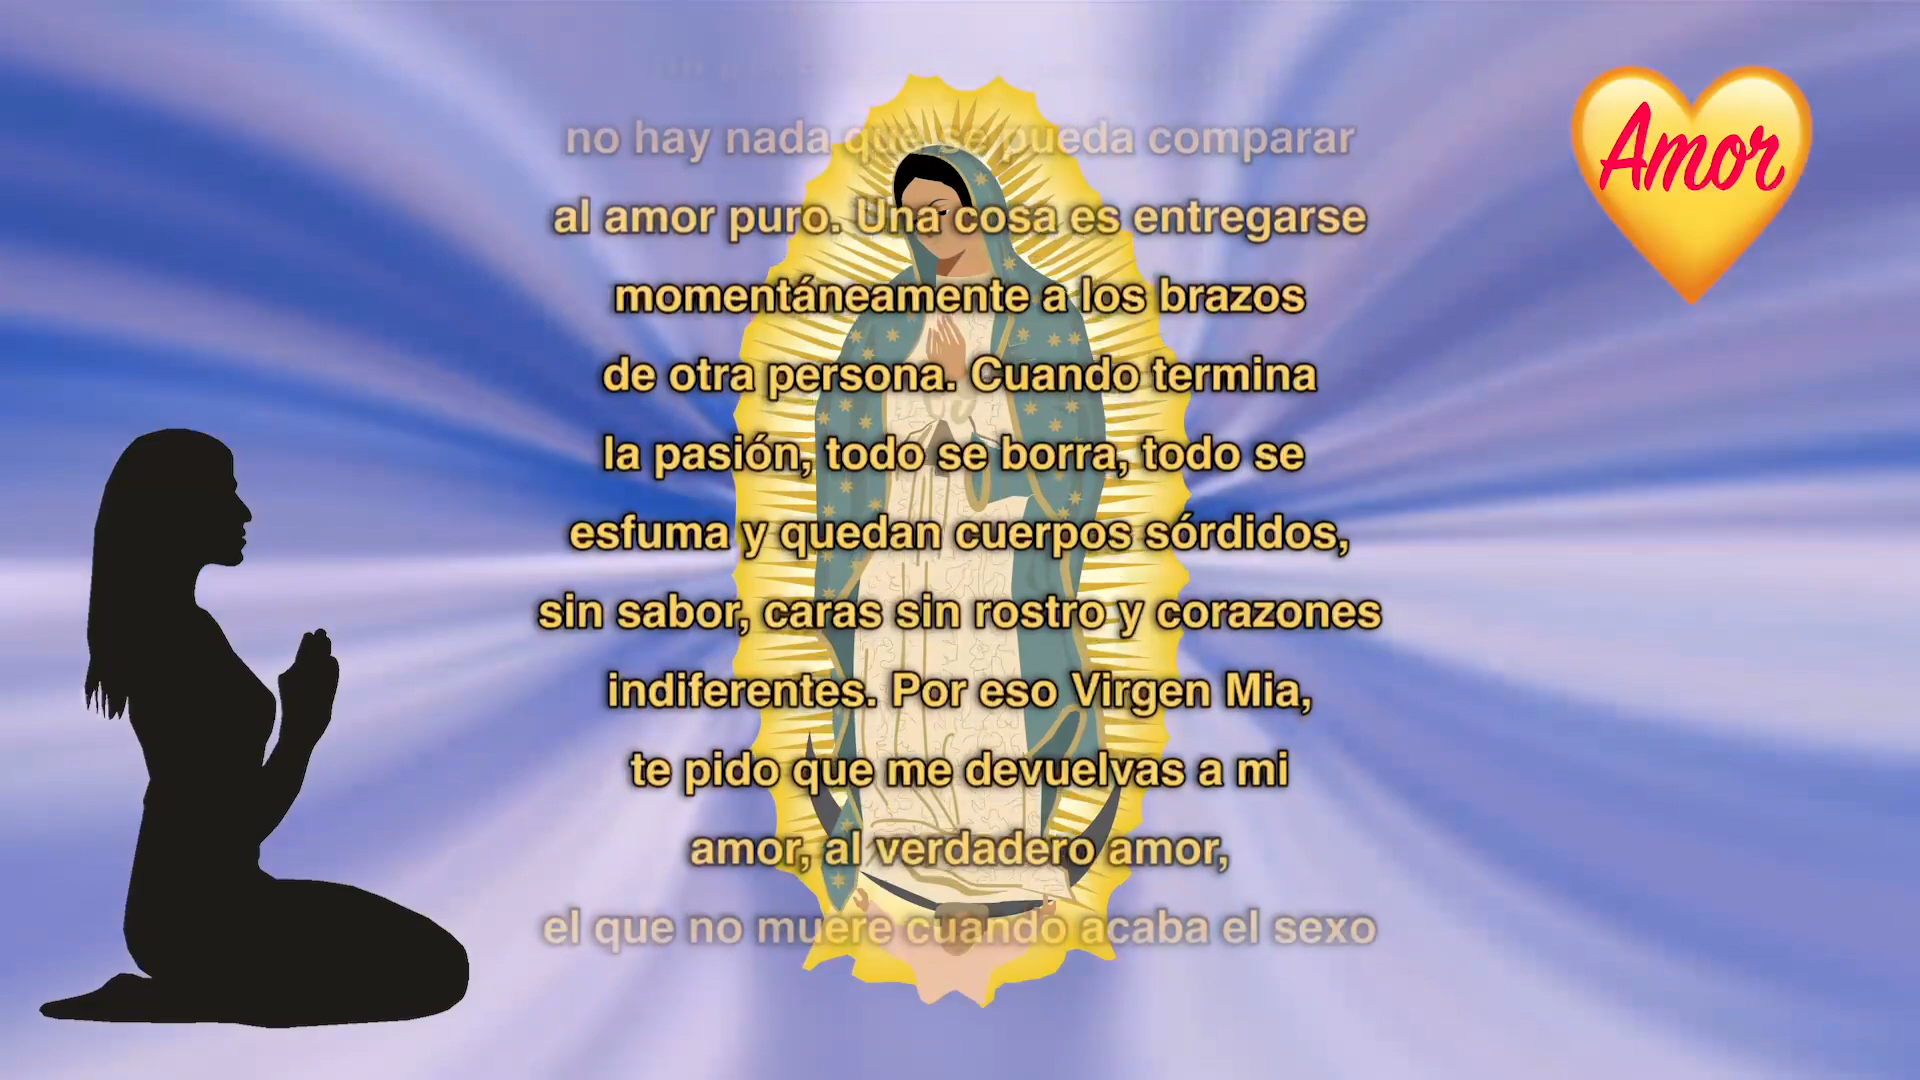 Amor
no hay nada que se pueda comparar
al amor puro. Una cosa es entregarse
momentáneamente a los brazos
de otra persona. Cuando termina
la pasión, todo se borra, todo se
esfuma y quedan cuerpos sórdidos,
sin sabor, caras sin rostro y corazones
indiferentes. Por eso Virgen Mia,
te pido que me devuelvas a mi
amor, al verdadero amor,
el que no muere cuando acaba el sexo